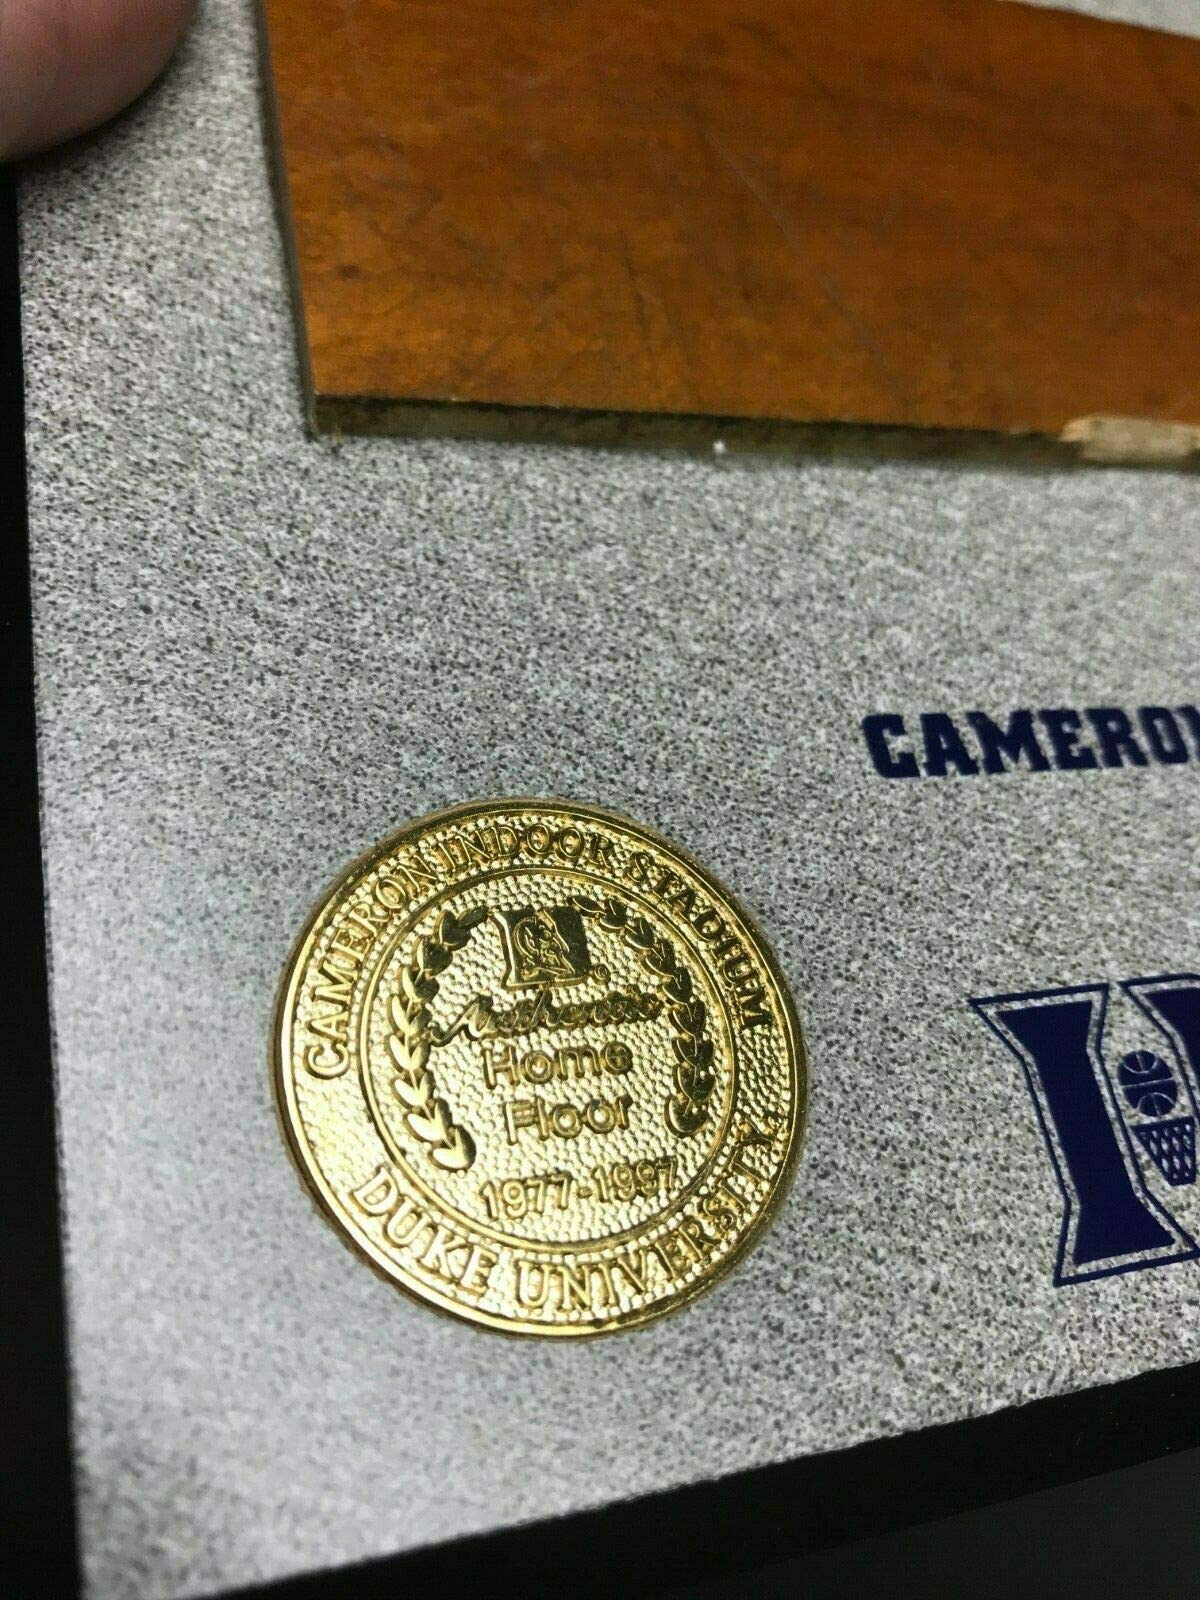 CAMERON
CAMERON INDOOR STADIUM
Authentic
Home
Floor
1977-1997
DUKE UNIVERSITY